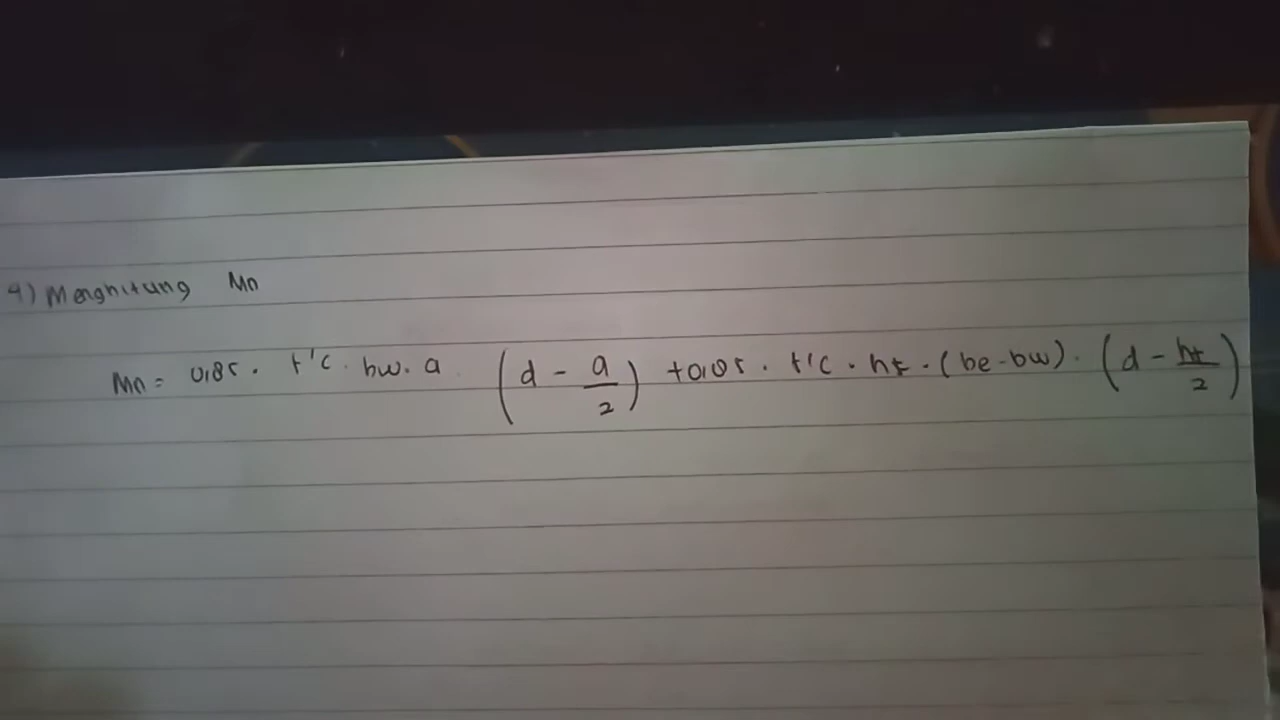 4) Menghitung Mn
Mn = 0,85 . f'c . bw . a (d - a/2) + 0,85 . f'c . hf . (be - bw) . (d - hf/2)